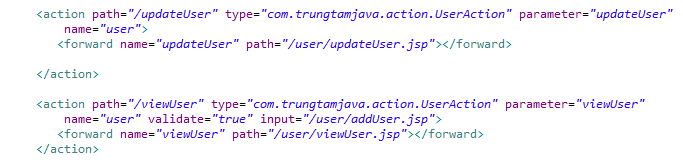 <action path="/updateUser" type="com.trungtamjava.action.UserAction" parameter="updateUser"
name="user">
<forward name="updateUser" path="/user/updateUser.jsp"></forward>
</action>
<action path="/viewUser" type="com.trungtamjava.action.UserAction" parameter="viewUser"
name="user" validate="true" input="/user/addUser.jsp">
<forward name="viewUser" path="/user/viewUser.jsp"></forward>
</action>